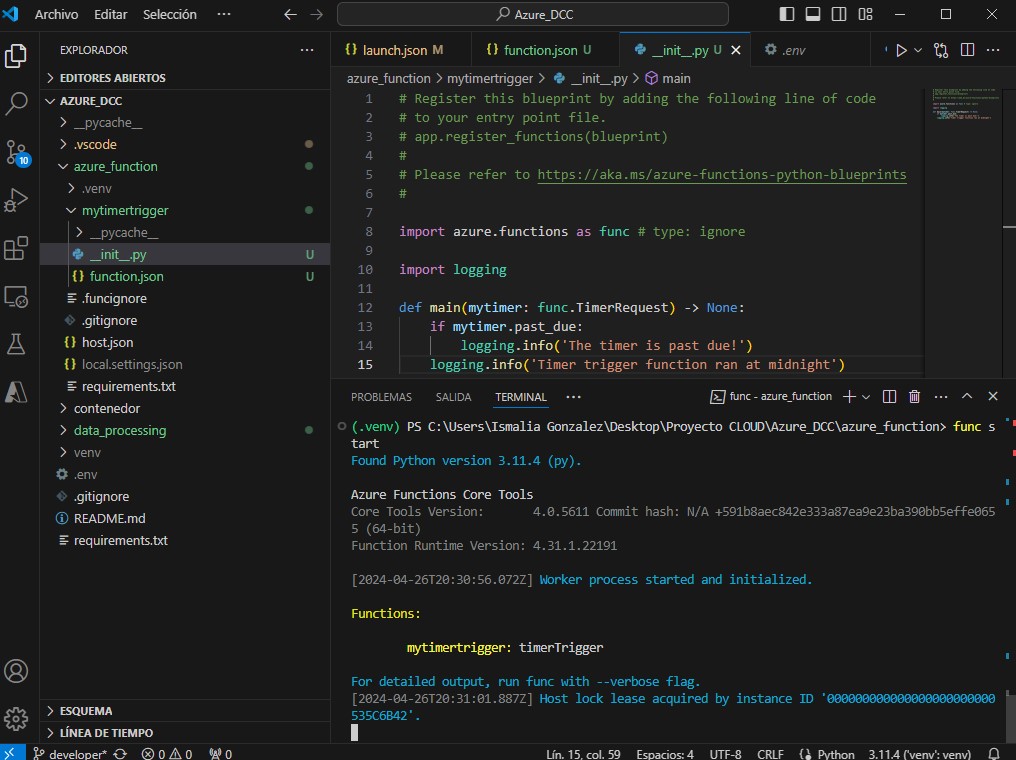 Archivo Editar Selección ··· Azure_DCC
EXPLORADOR ···
EDITORES ABIERTOS
AZURE_DCC
__pycache__
.vscode
azure_function
.venv
mytimertrigger
__pycache__
__init__.py U
{} function.json U
.funcignore
.gitignore
{} host.json
{} local.settings.json
requirements.txt
contenedor
data_processing
venv
.env
.gitignore
README.md
requirements.txt
ESQUEMA
LÍNEA DE TIEMPO
10
{} launch.json M {} function.json U __init__.py U .env
azure_function > mytimertrigger > __init__.py > main
1 # Register this blueprint by adding the following line of code
2 # to your entry point file.
3 # app.register_functions(blueprint)
4 #
5 # Please refer to https://aka.ms/azure-functions-python-blueprints
6 #
7
8 import azure.functions as func # type: ignore
9
10 import logging
11
12 def main(mytimer: func.TimerRequest) -> None:
13 if mytimer.past_due:
14 logging.info('The timer is past due!')
15 logging.info('Timer trigger function ran at midnight')
PROBLEMAS SALIDA TERMINAL ··· func - azure_function
(.venv) PS C:\Users\Ismalia Gonzalez\Desktop\Proyecto CLOUD\Azure_DCC\azure_function> func s
tart
Found Python version 3.11.4 (py).
Azure Functions Core Tools
Core Tools Version: 4.0.5611 Commit hash: N/A +591b8aec842e333a87ea9e23ba390bb5effe065
5 (64-bit)
Function Runtime Version: 4.31.1.22191
[2024-04-26T20:30:56.072Z] Worker process started and initialized.
Functions:
mytimertrigger: timerTrigger
For detailed output, run func with --verbose flag.
[2024-04-26T20:31:01.887Z] Host lock lease acquired by instance ID '000000000000000000000000
535C6B42'.
developer* 0 0 0 Lín. 15, col. 59 Espacios: 4 UTF-8 CRLF Python 3.11.4 ('venv': venv)